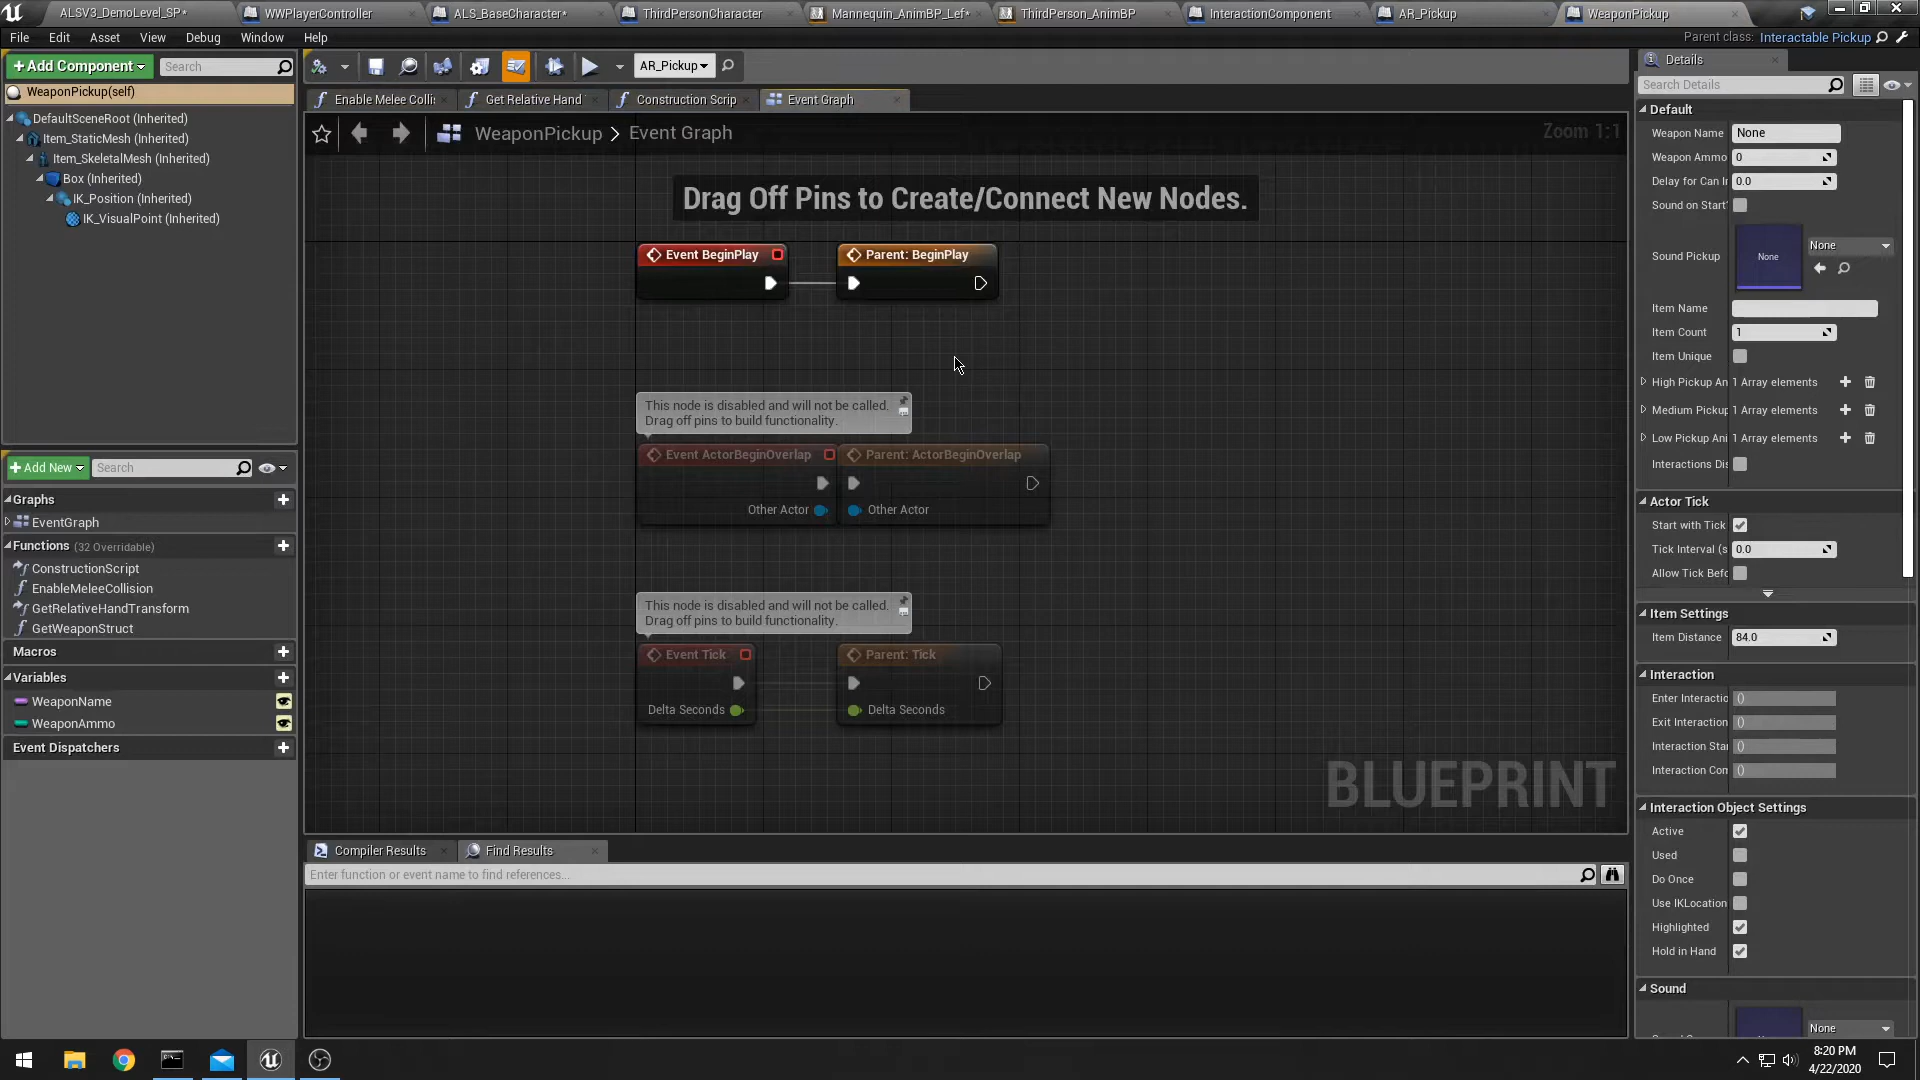 ALSV3_DemoLevel_SP*
WWPlayerController
ALS_BaseCharacter*
ThirdPersonCharacter
Mannequin_AnimBP_Lef*
ThirdPerson_AnimBP
InteractionComponent
AR_Pickup
WeaponPickup
File Edit Asset View Debug Window Help
Parent class: Interactable Pickup
+ Add Component
Search
AR_Pickup
Details
WeaponPickup(self)
Enable Melee Collis
Get Relative Hand
Construction Scrip
Event Graph
Search Details
DefaultSceneRoot (Inherited)
Item_StaticMesh (Inherited)
Item_SkeletalMesh (Inherited)
Box (Inherited)
IK_Position (Inherited)
IK_VisualPoint (Inherited)
WeaponPickup > Event Graph
Zoom 1:1
Drag Off Pins to Create/Connect New Nodes.
Event BeginPlay
Parent: BeginPlay
This node is disabled and will not be called.
Drag off pins to build functionality.
Event ActorBeginOverlap
Parent: ActorBeginOverlap
Other Actor
Other Actor
This node is disabled and will not be called.
Drag off pins to build functionality.
Event Tick
Parent: Tick
Delta Seconds
Delta Seconds
BLUEPRINT
+ Add New
Search
Graphs
EventGraph
Functions (32 Overridable)
ConstructionScript
EnableMeleeCollision
GetRelativeHandTransform
GetWeaponStruct
Macros
Variables
WeaponName
WeaponAmmo
Event Dispatchers
Compiler Results
Find Results
Enter function or event name to find references...
Default
Weapon Name None
Weapon Ammo 0
Delay for Can I 0.0
Sound on Start
Sound Pickup None None
Item Name
Item Count 1
Item Unique
High Pickup An 1 Array elements
Medium Pickup 1 Array elements
Low Pickup Ani 1 Array elements
Interactions Dis
Actor Tick
Start with Tick
Tick Interval (s 0.0
Allow Tick Befo
Item Settings
Item Distance 84.0
Interaction
Enter Interactio ()
Exit Interaction ()
Interaction Star ()
Interaction Com ()
Interaction Object Settings
Active
Used
Do Once
Use IKLocation
Highlighted
Hold in Hand
Sound
None
8:20 PM
4/22/2020